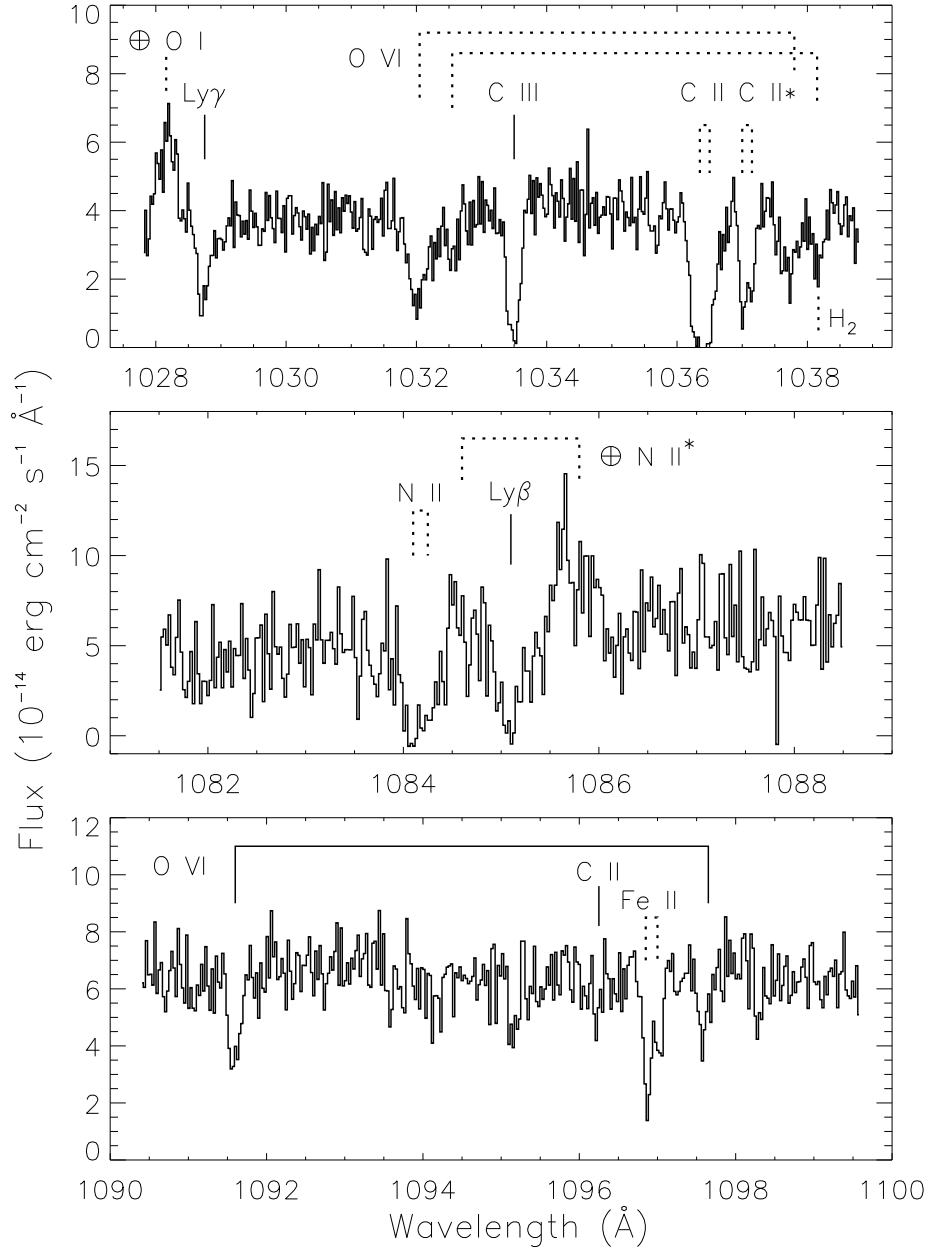 10
8
6
4
2
0
⊕ O I
Lyγ
O VI
C III
C II C II*
H₂
1028 1030 1032 1034 1036 1038
15
10
5
0
N II
Lyβ
⊕ N II*
1082 1084 1086 1088
Flux (10⁻¹⁴ erg cm⁻² s⁻¹ Å⁻¹)
12
10
8
6
4
2
0
O VI
C II
Fe II
1090 1092 1094 1096 1098 1100
Wavelength (Å)